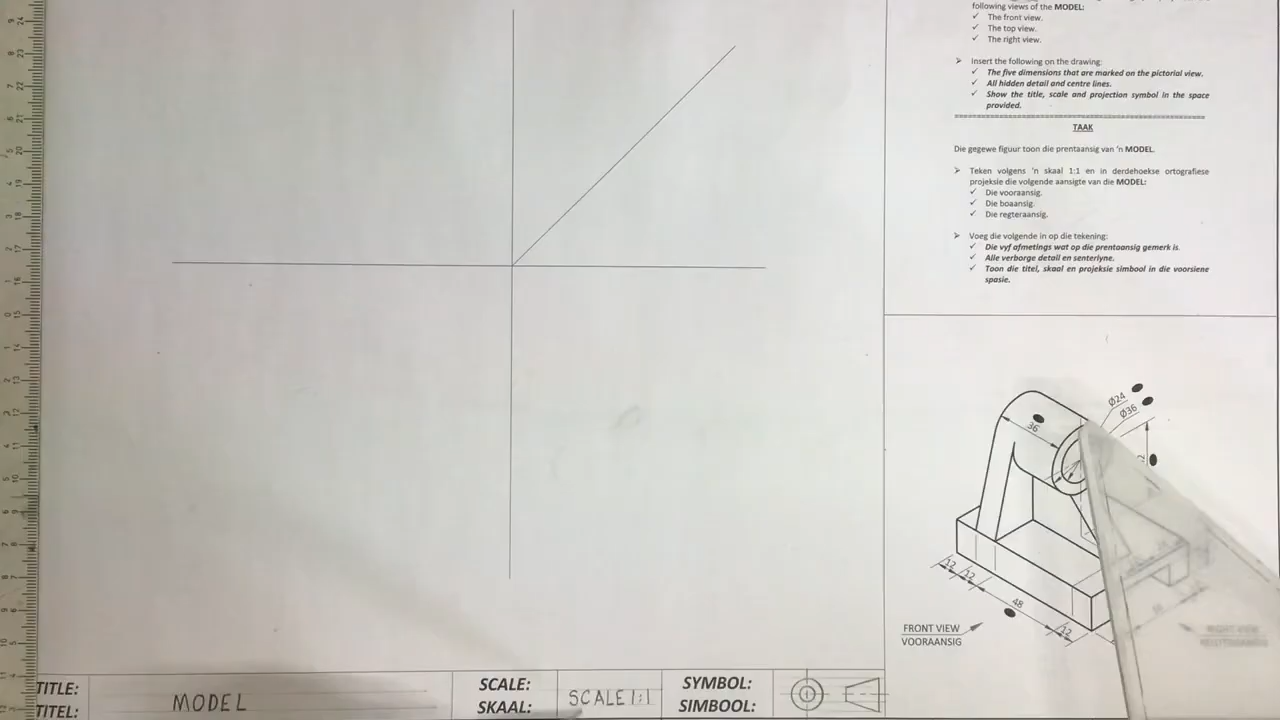 following views of the MODEL:
✓ The front view.
✓ The top view.
✓ The right view.
➢ Insert the following on the drawing:
✓ The five dimensions that are marked on the pictorial view.
✓ All hidden detail and centre lines.
✓ Show the title, scale and projection symbol in the space
provided.
TAAK
Die gegewe figuur toon die prentaansig van 'n MODEL.
➢ Teken volgens 'n skaal 1:1 en in derdehoekse ortografiese
projeksie die volgende aansigte van die MODEL:
✓ Die vooraansig.
✓ Die boaansig.
✓ Die regteraansig.
➢ Voeg die volgende in op die tekening:
✓ Die vyf afmetings wat op die prentaansig gemerk is.
✓ Alle verborge detail en senterlyne.
✓ Toon die titel, skaal en projeksie simbool in die voorsiene
spasie.
Ø24
Ø36
36
12
12
48
12
FRONT VIEW
VOORAANSIG
RIGHT VIEW
TITLE:
TITEL:
MODEL
SCALE:
SKAAL:
SCALE 1:1
SYMBOL:
SIMBOOL: